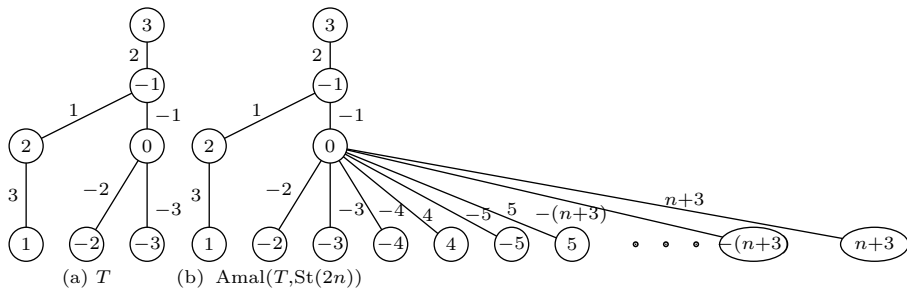 3 3
2 2
−1 −1
1 −1 1 −1
2 0 2 0
3 −2 −3 3 −2 −3 −4 4 −5 5 −(n+3) n+3
1 −2 −3 1 −2 −3 −4 4 −5 5 −(n+3) n+3
(a) T (b) Amal(T,St(2n))